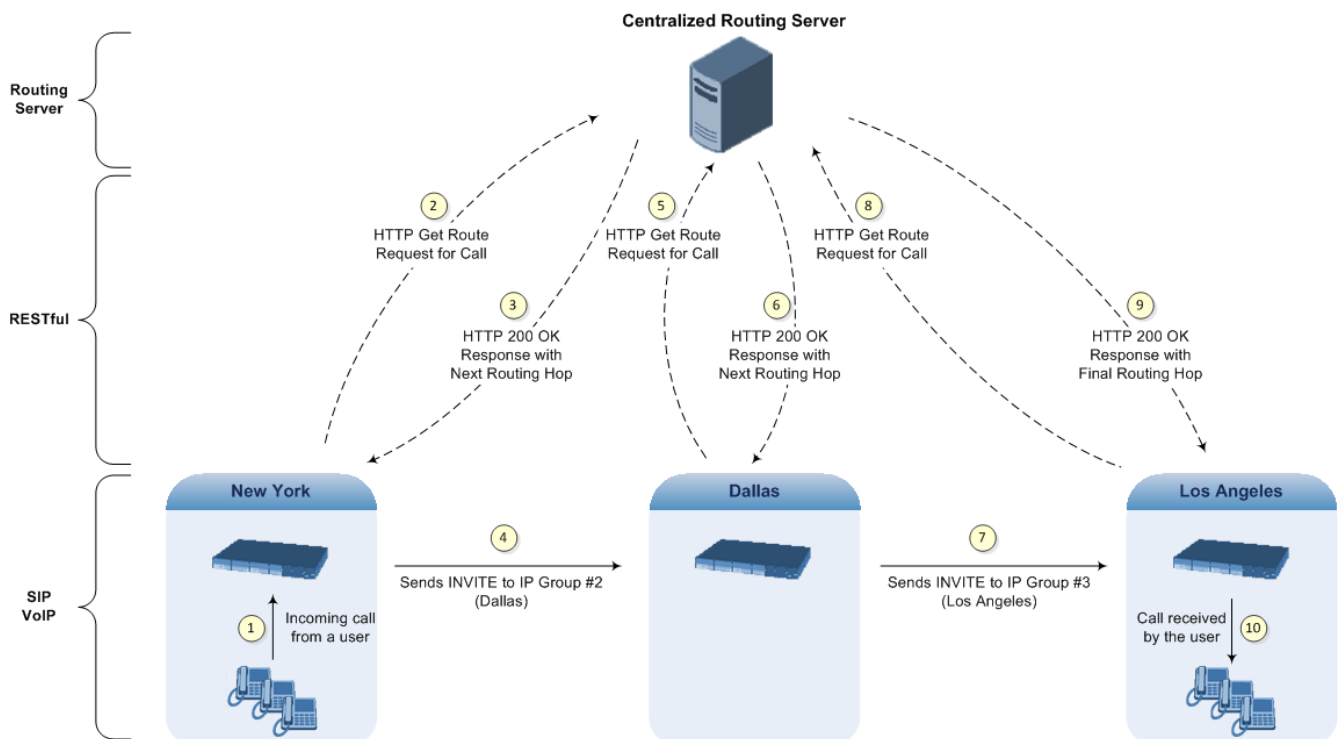 Centralized Routing Server
Routing
Server
2
HTTP Get Route
Request for Call
5
HTTP Get Route
Request for Call
8
HTTP Get Route
Request for Call
RESTful
3
HTTP 200 OK
Response with
Next Routing Hop
6
HTTP 200 OK
Response with
Next Routing Hop
9
HTTP 200 OK
Response with
Final Routing Hop
New York
Dallas
Los Angeles
4
Sends INVITE to IP Group #2
(Dallas)
7
Sends INVITE to IP Group #3
(Los Angeles)
SIP
VoIP
1
Incoming call
from a user
Call received
by the user
10